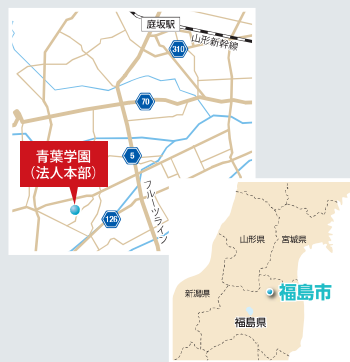 庭坂駅
山形新幹線
310
70
5
青葉学園
（法人本部）
126
フルーツライン
山形県
宮城県
新潟県
福島市
福島県